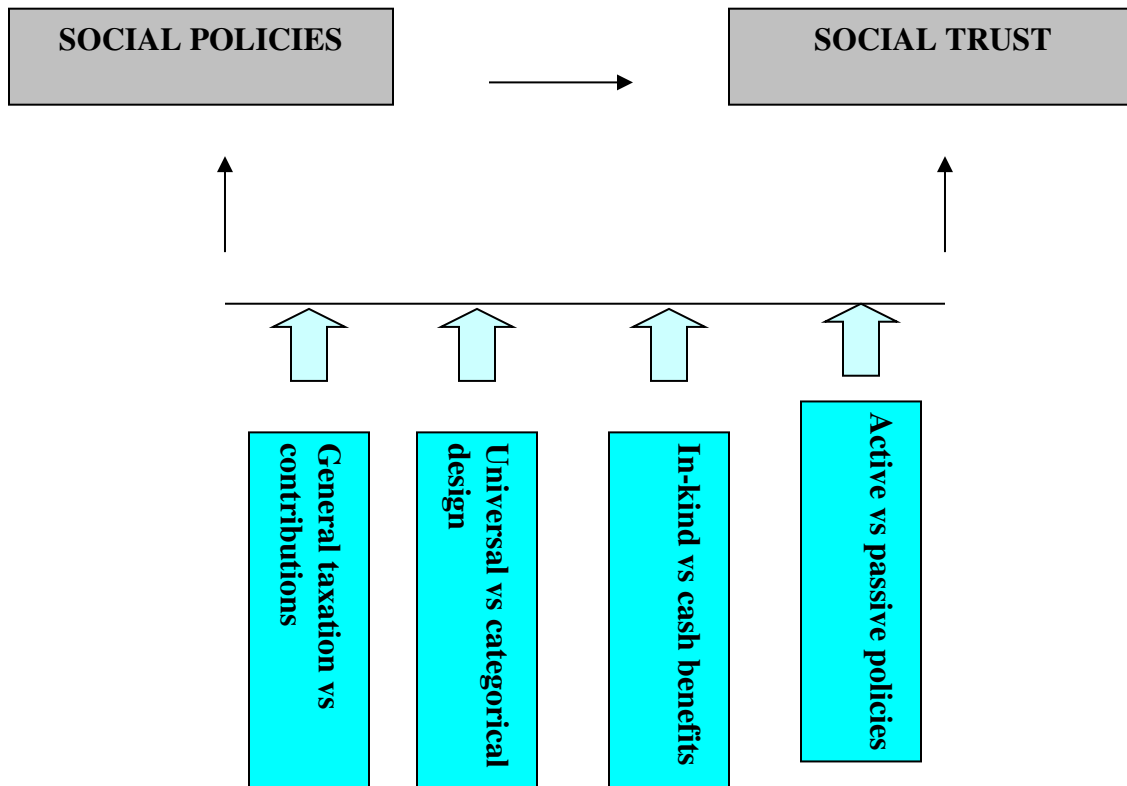 SOCIAL POLICIES
SOCIAL TRUST
General taxation vs
contributions
Universal vs categorical
design
In-kind vs cash benefits
Active vs passive policies